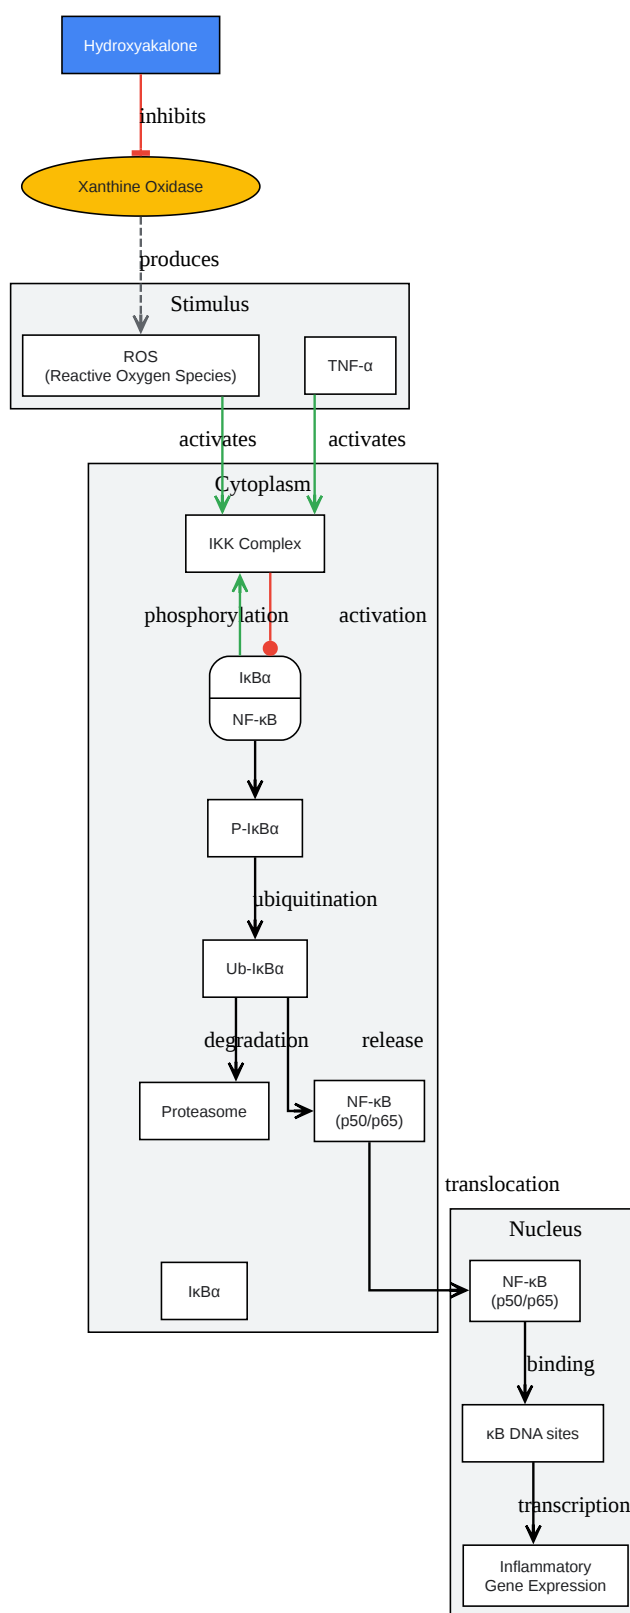 Hydroxyakalone
inhibits
Xanthine Oxidase
produces
Stimulus
ROS
(Reactive Oxygen Species)
TNF-α
activates
activates
Cytoplasm
IKK Complex
phosphorylation
activation
IκBα
NF-κB
P-IκBα
ubiquitination
Ub-IκBα
degradation
release
Proteasome
NF-κB
(p50/p65)
translocation
Nucleus
IκBα
NF-κB
(p50/p65)
binding
κB DNA sites
transcription
Inflammatory
Gene Expression